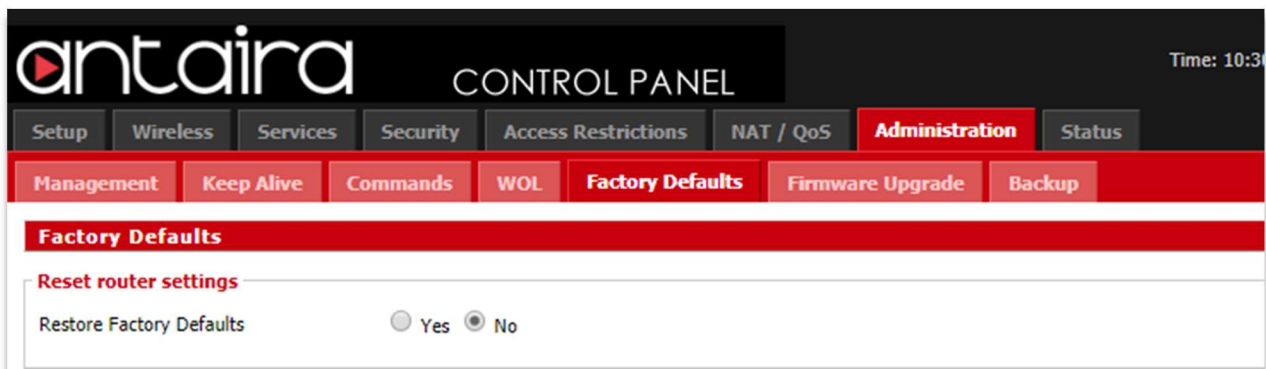 antaira CONTROL PANEL
Time: 10:30
Setup Wireless Services Security Access Restrictions NAT / QoS Administration Status
Management Keep Alive Commands WOL Factory Defaults Firmware Upgrade Backup
Factory Defaults
Reset router settings
Restore Factory Defaults Yes No